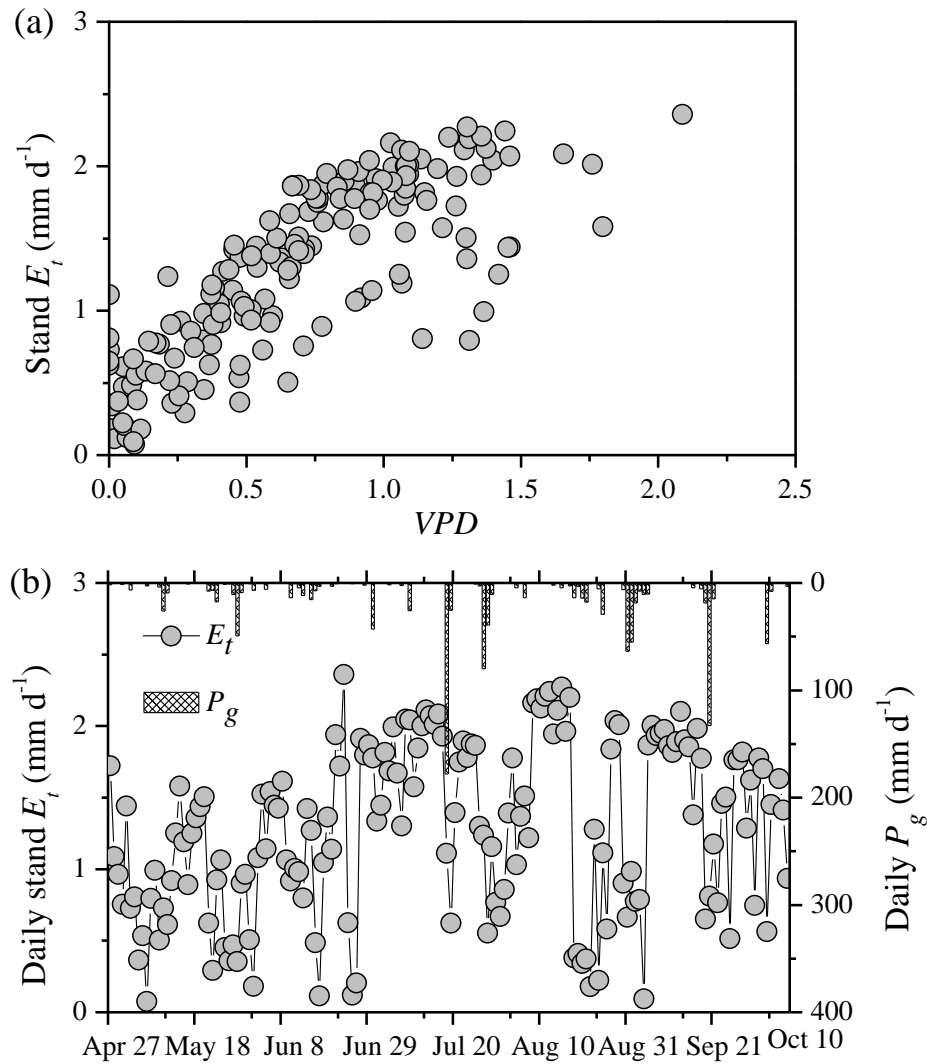 (a)
3
2
1
0
Stand E_t (mm d⁻¹)
0.0 0.5 1.0 1.5 2.0 2.5
VPD
(b)
3
2
1
0
Daily stand E_t (mm d⁻¹)
E_t
P_g
0
100
200
300
400
Daily P_g (mm d⁻¹)
Apr 27 May 18 Jun 8 Jun 29 Jul 20 Aug 10 Aug 31 Sep 21 Oct 10